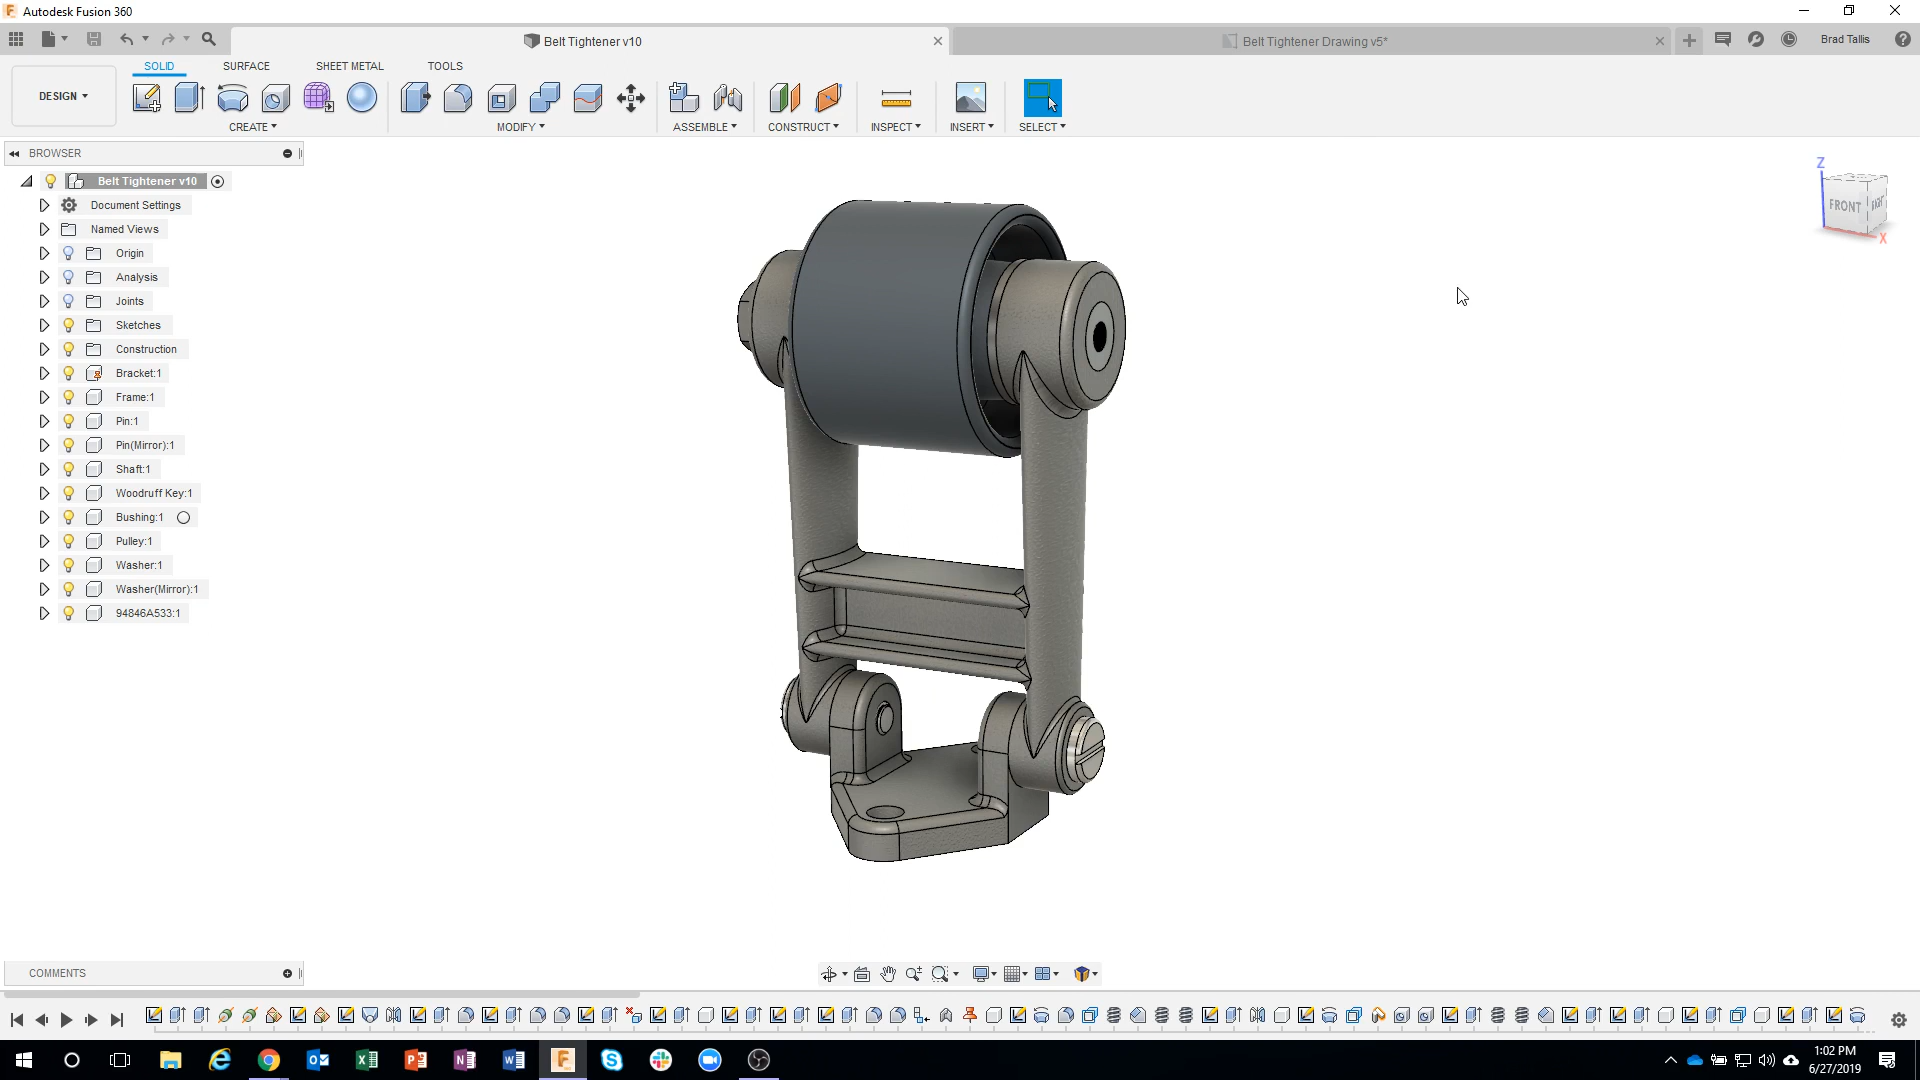 Autodesk Fusion 360
Belt Tightener v10
Belt Tightener Drawing v5*
Brad Tallis
SOLID SURFACE SHEET METAL TOOLS
DESIGN
CREATE MODIFY ASSEMBLE CONSTRUCT INSPECT INSERT SELECT
BROWSER
Belt Tightener v10
Document Settings
Named Views
Origin
Analysis
Joints
Sketches
Construction
Bracket:1
Frame:1
Pin:1
Pin(Mirror):1
Shaft:1
Woodruff Key:1
Bushing:1
Pulley:1
Washer:1
Washer(Mirror):1
94846A533:1
Z
FRONT
RIGHT
X
COMMENTS
1:02 PM
6/27/2019